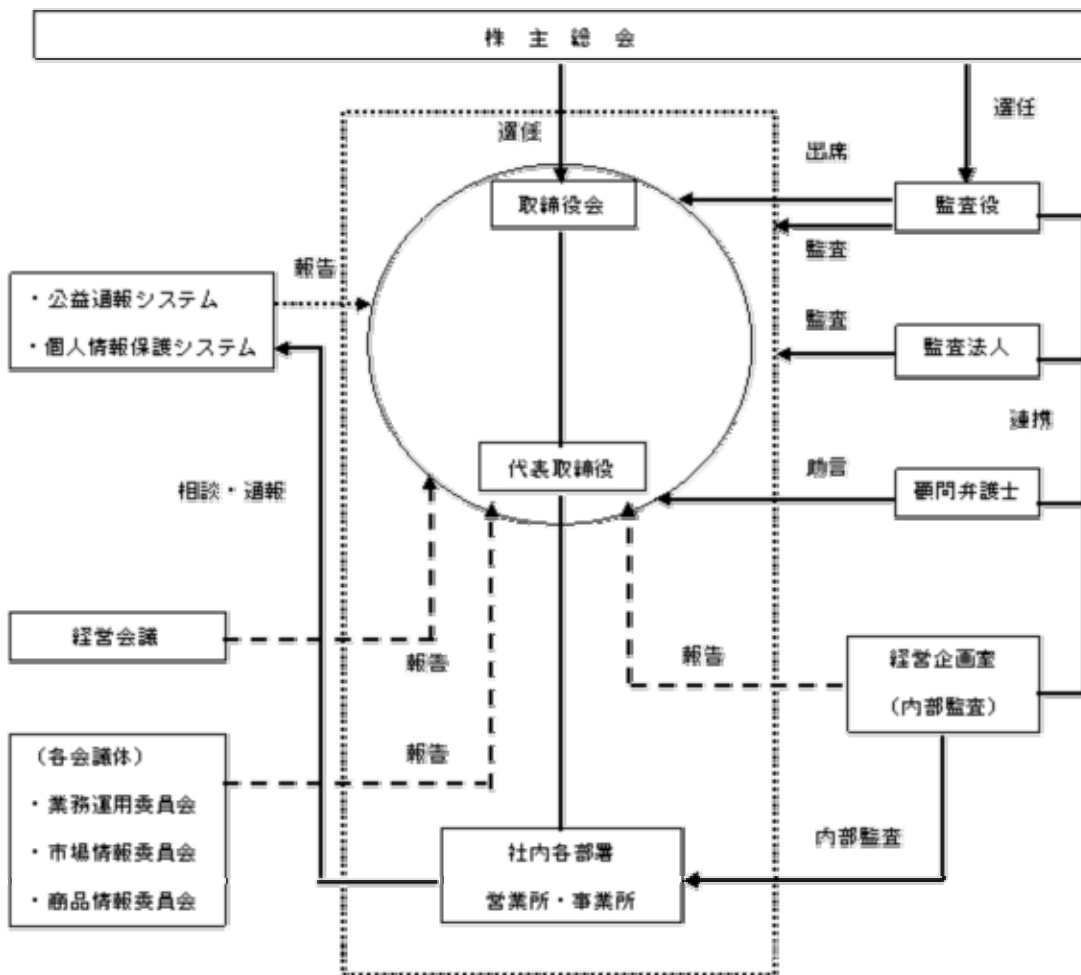 株 主 総 会
選任
選任
出席
取締役会
監査役
監査
報告
・公益通報システム
・個人情報保護システム
監査
監査法人
連携
代表取締役
助言
顧問弁護士
相談・通報
経営会議
報告
報告
経営企画室
（内部監査）
報告
（各会議体）
・業務運用委員会
・市場情報委員会
・商品情報委員会
社内各部署
営業所・事業所
内部監査